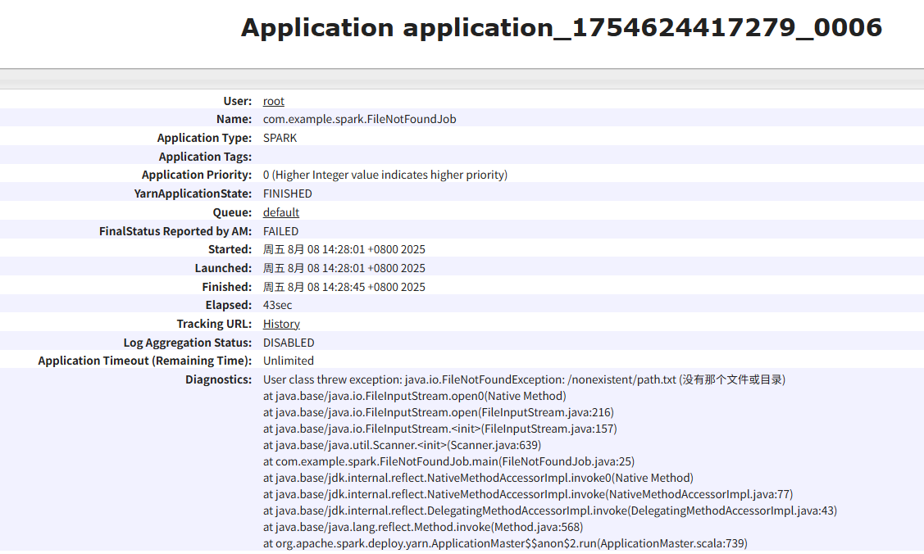 Application application_1754624417279_0006
User: root
Name: com.example.spark.FileNotFoundJob
Application Type: SPARK
Application Tags:
Application Priority: 0 (Higher Integer value indicates higher priority)
YarnApplicationState: FINISHED
Queue: default
FinalStatus Reported by AM: FAILED
Started: 周五 8月 08 14:28:01 +0800 2025
Launched: 周五 8月 08 14:28:01 +0800 2025
Finished: 周五 8月 08 14:28:45 +0800 2025
Elapsed: 43sec
Tracking URL: History
Log Aggregation Status: DISABLED
Application Timeout (Remaining Time): Unlimited
Diagnostics: User class threw exception: java.io.FileNotFoundException: /nonexistent/path.txt (没有那个文件或目录)
at java.base/java.io.FileInputStream.open0(Native Method)
at java.base/java.io.FileInputStream.open(FileInputStream.java:216)
at java.base/java.io.FileInputStream.<init>(FileInputStream.java:157)
at java.base/java.util.Scanner.<init>(Scanner.java:639)
at com.example.spark.FileNotFoundJob.main(FileNotFoundJob.java:25)
at java.base/jdk.internal.reflect.NativeMethodAccessorImpl.invoke0(Native Method)
at java.base/jdk.internal.reflect.NativeMethodAccessorImpl.invoke(NativeMethodAccessorImpl.java:77)
at java.base/jdk.internal.reflect.DelegatingMethodAccessorImpl.invoke(DelegatingMethodAccessorImpl.java:43)
at java.base/java.lang.reflect.Method.invoke(Method.java:568)
at org.apache.spark.deploy.yarn.ApplicationMaster$$anon$2.run(ApplicationMaster.scala:739)